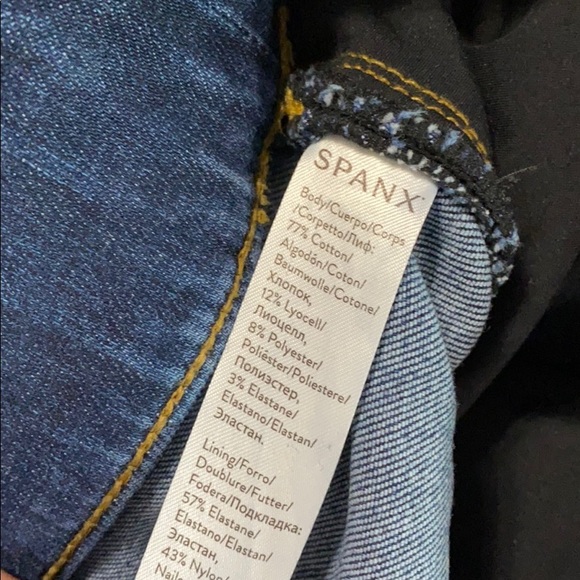 SPANX
Body/Cuerpo/Corps
/Corpetto/Лиф:
77% Cotton/
Algodón/Coton/
Baumwolle/Cotone/
Хлопок,
12% Lyocell/
Лиоцелл,
8% Polyester/
Poliéster/Poliestere/
Полиэстер,
3% Elastane/
Elastano/Elastan/
Эластан.
Lining/Forro/
Doublure/Futter/
Fodera/Подкладка:
57% Elastane/
Elastano/Elastan/
Эластан,
43% Nylon/